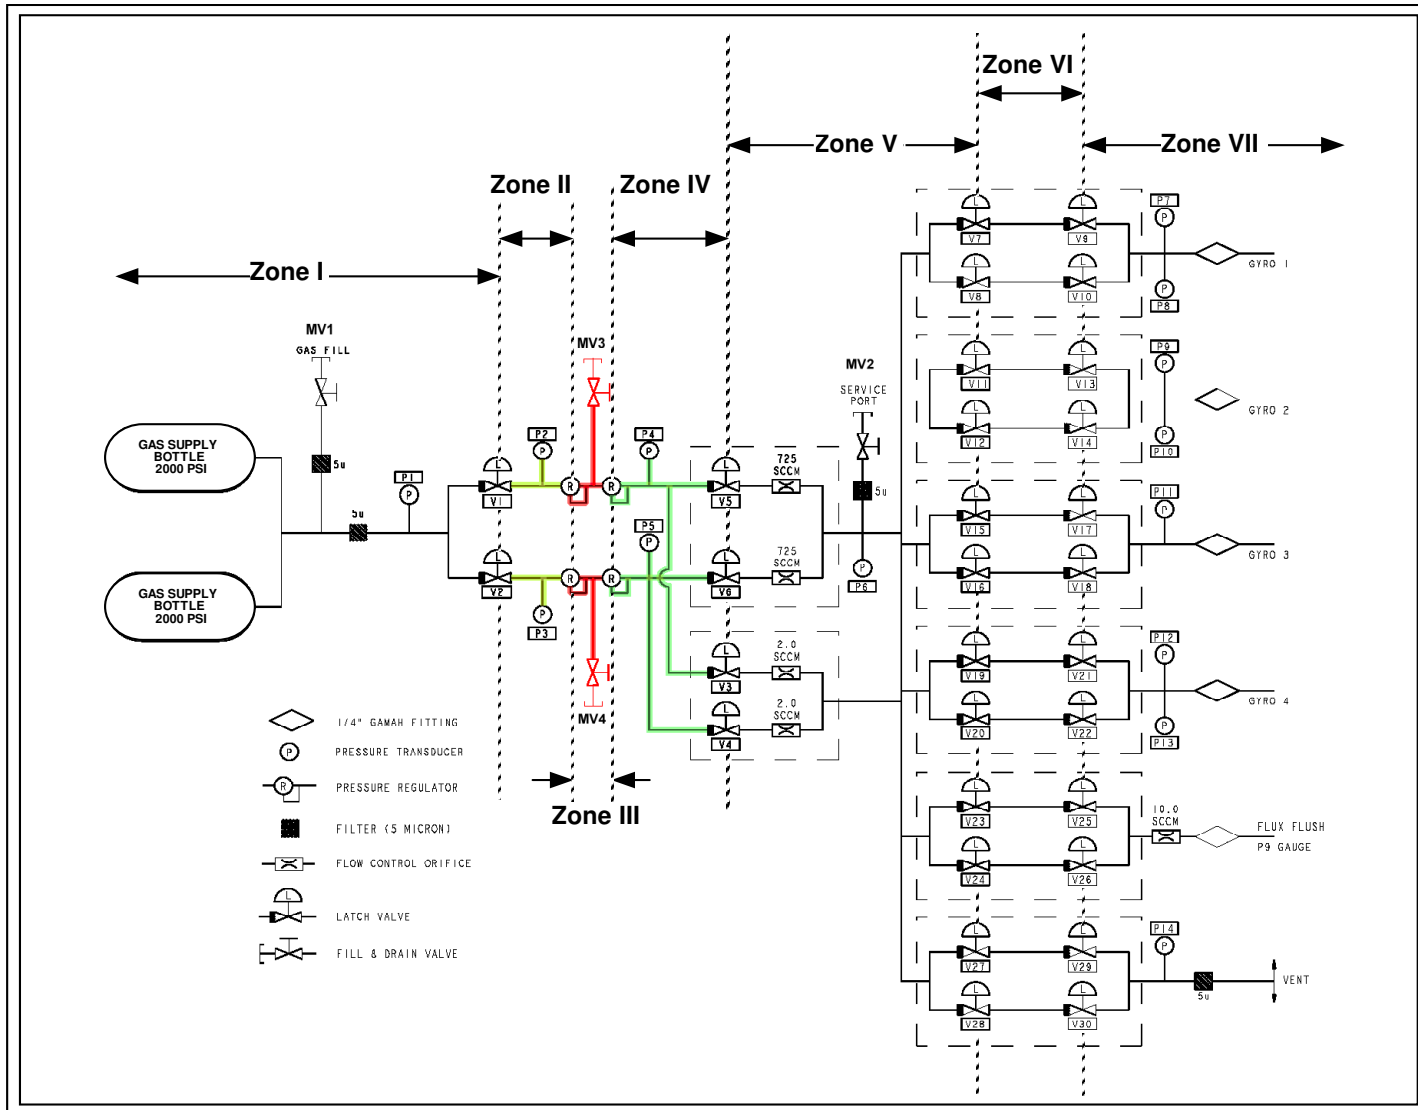 Zone VI
Zone V
Zone VII
Zone II
Zone IV
Zone I
MV1
GAS FILL
MV3
MV2
SERVICE
PORT
GAS SUPPLY
BOTTLE
2000 PSI
GAS SUPPLY
BOTTLE
2000 PSI
5u
5u
P1
L
V1
L
V2
P2
P
P
P3
R
R
R
R
MV4
Zone III
P4
P
P5
P
L
V5
L
V6
L
V3
L
V4
725
SCCM
725
SCCM
2.0
SCCM
2.0
SCCM
5u
P
P6
L
V7
L
V9
L
V8
L
V10
P7
P
P
P8
GYRO 1
L
V11
L
V13
L
V12
L
V14
P9
P
P
P10
GYRO 2
L
V15
L
V17
L
V16
L
V18
P11
P
GYRO 3
L
V19
L
V21
L
V20
L
V22
P12
P
P
P13
GYRO 4
L
V23
L
V25
L
V24
L
V26
10.0
SCCM
FLUX FLUSH
P9 GAUGE
L
V27
L
V29
L
V28
L
V30
P14
P
5u
VENT
1/4" GAMAH FITTING
P
PRESSURE TRANSDUCER
R
PRESSURE REGULATOR
FILTER (5 MICRON)
FLOW CONTROL ORIFICE
L
LATCH VALVE
FILL & DRAIN VALVE